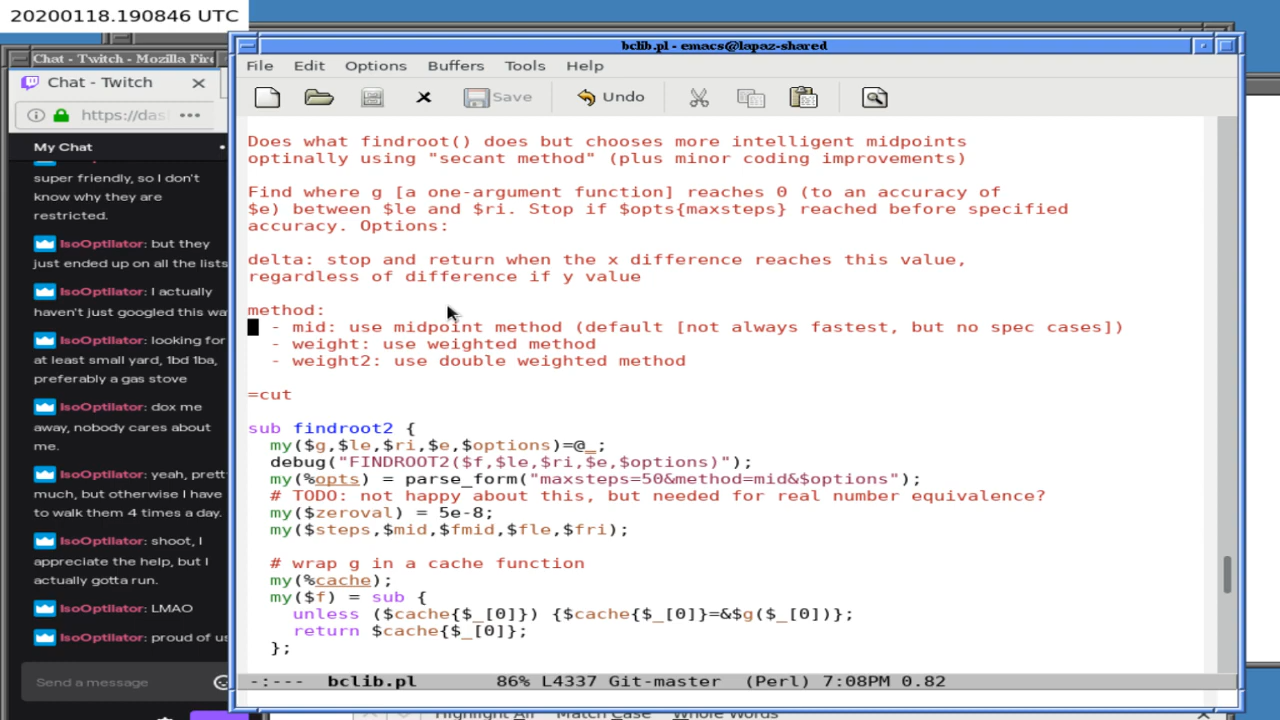 20200118.190846 UTC
bclib.pl - emacs@lapaz-shared
File Edit Options Buffers Tools Help
Save Undo
Does what findroot() does but chooses more intelligent midpoints
optinally using "secant method" (plus minor coding improvements)
Find where g [a one-argument function] reaches 0 (to an accuracy of
$e) between $le and $ri. Stop if $opts{maxsteps} reached before specified
accuracy. Options:
delta: stop and return when the x difference reaches this value,
regardless of difference if y value
method:
- mid: use midpoint method (default [not always fastest, but no spec cases])
- weight: use weighted method
- weight2: use double weighted method
=cut
sub findroot2 {
my($g,$le,$ri,$e,$options)=@_;
debug("FINDROOT2($f,$le,$ri,$e,$options)");
my(%opts) = parse_form("maxsteps=50&method=mid&$options");
# TODO: not happy about this, but needed for real number equivalence?
my($zeroval) = 5e-8;
my($steps,$mid,$fmid,$fle,$fri);
# wrap g in a cache function
my(%cache);
my($f) = sub {
unless ($cache{$_[0]}) {$cache{$_[0]}=&$g($_[0])};
return $cache{$_[0]};
};
-:--- bclib.pl 86% L4337 Git-master (Perl) 7:08PM 0.82
Chat - Twitch - Mozilla Fire
Chat - Twitch
https://das
My Chat
super friendly, so I don't
know why they are
restricted.
IsoOptilator: but they
just ended up on all the lists
IsoOptilator: I actually
haven't just googled this wa
IsoOptilator: looking for
at least small yard, 1bd 1ba,
preferably a gas stove
IsoOptilator: dox me
away, nobody cares about
me.
IsoOptilator: yeah, prett
much, but otherwise I have
to walk them 4 times a day.
IsoOptilator: shoot, I
appreciate the help, but I
actually gotta run.
IsoOptilator: LMAO
IsoOptilator: proud of us
Send a message
Highlight All Match Case Whole Words